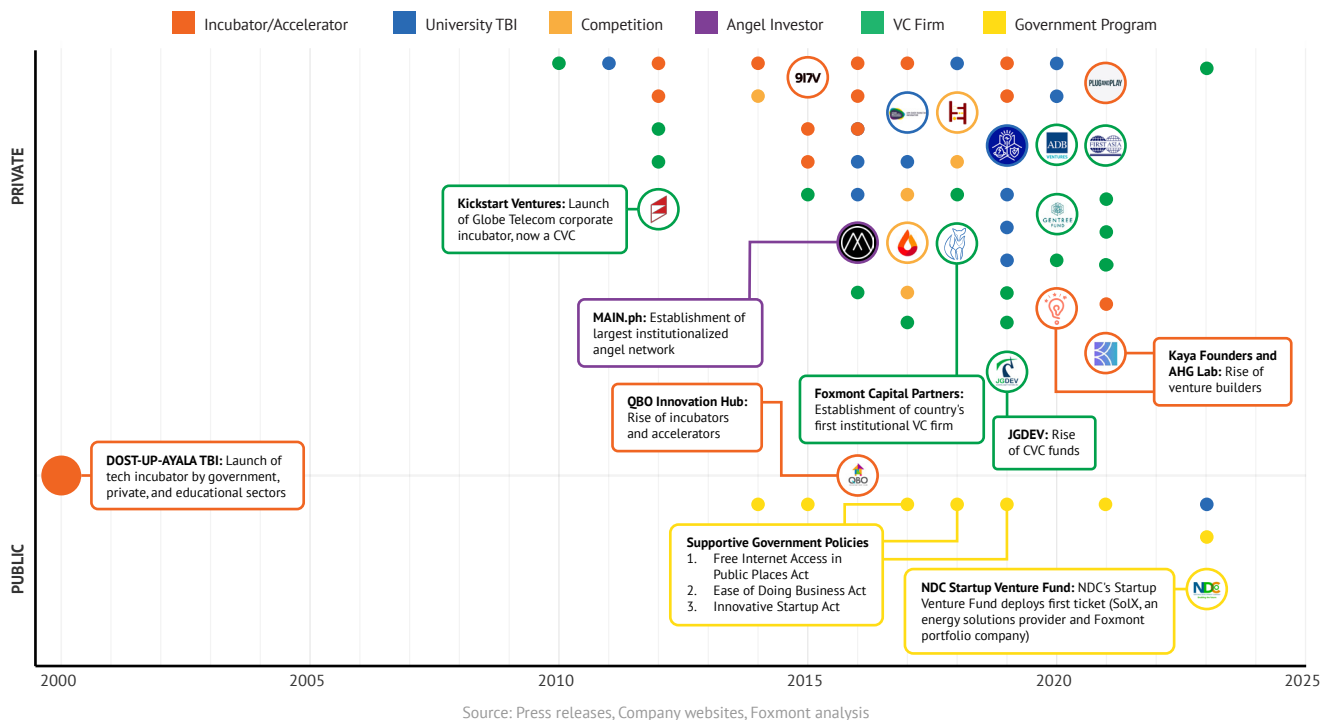 Incubator/Accelerator
University TBI
Competition
Angel Investor
VC Firm
Government Program
PRIVATE
PUBLIC
917V
PLUGANDPLAY
ADB
VENTURES
FIRST ASIA
Kickstart Ventures: Launch
of Globe Telecom corporate
incubator, now a CVC
GENTREE
FUND
MAIN.ph: Establishment of
largest institutionalized
angel network
Kaya Founders and
AHG Lab: Rise of
venture builders
JGDEV
Foxmont Capital Partners:
Establishment of country's
first institutional VC firm
QBO Innovation Hub:
Rise of incubators
and accelerators
JGDEV: Rise
of CVC funds
DOST-UP-AYALA TBI: Launch of
tech incubator by government,
private, and educational sectors
QBO
Supportive Government Policies
1. Free Internet Access in
Public Places Act
2. Ease of Doing Business Act
3. Innovative Startup Act
NDC Startup Venture Fund: NDC's Startup
Venture Fund deploys first ticket (SolX, an
energy solutions provider and Foxmont
portfolio company)
NDC
2000
2005
2010
2015
2020
2025
Source: Press releases, Company websites, Foxmont analysis